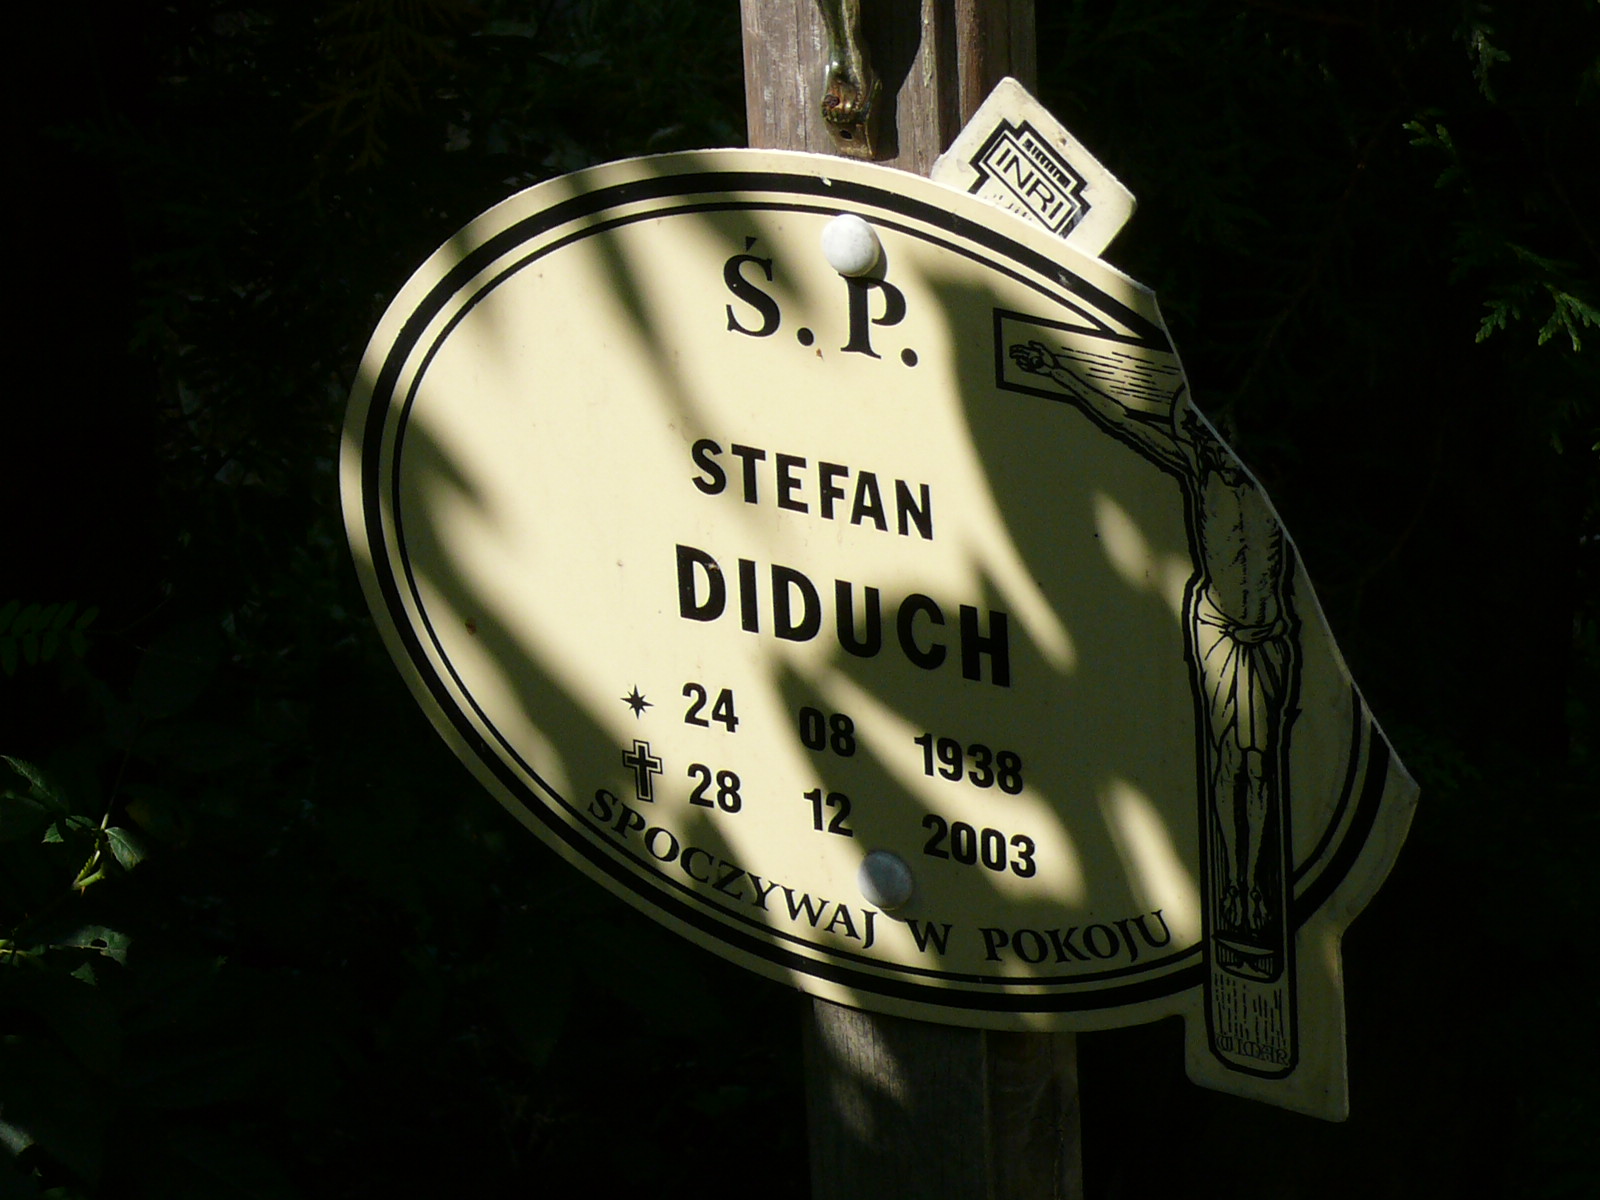 INRI
Ś. P.
STEFAN
DIDUCH
24 08 1938
28 12 2003
SPOCZYWAJ W POKOJU